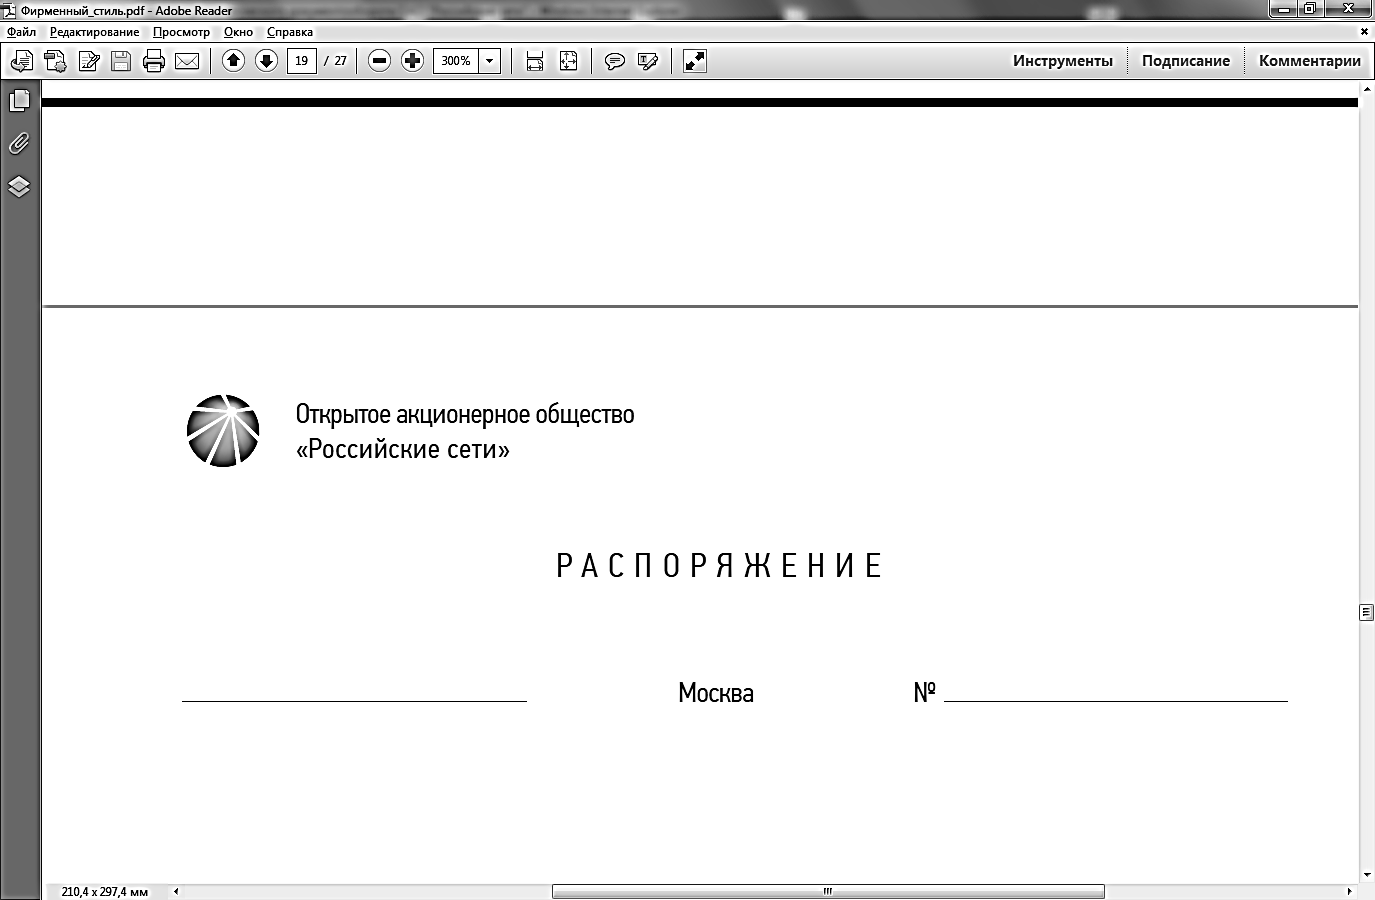 Фирменный_стиль.pdf - Adobe Reader
Файл Редактирование Просмотр Окно Справка
19 / 27 300% Инструменты Подписание Комментарии
Открытое акционерное общество
«Российские сети»
РАСПОРЯЖЕНИЕ
Москва №
210,4 x 297,4 мм